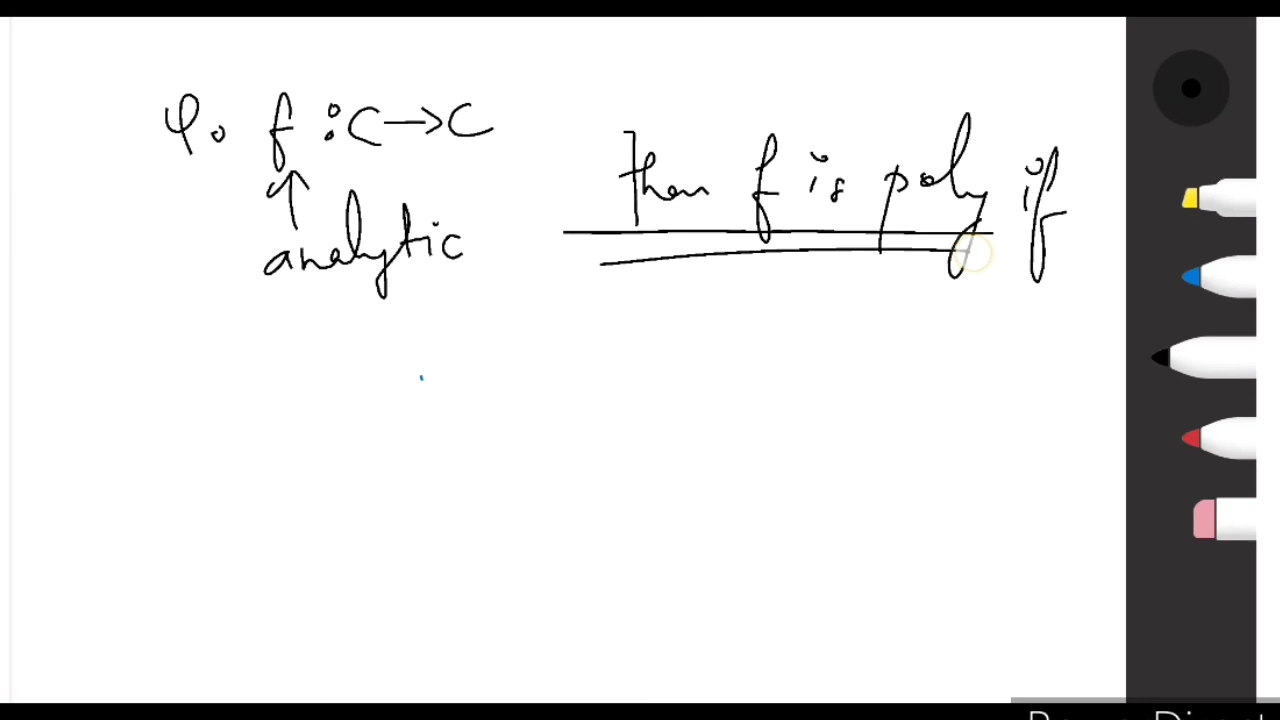 φ. f : C → C
Then f is poly if
↑
analytic